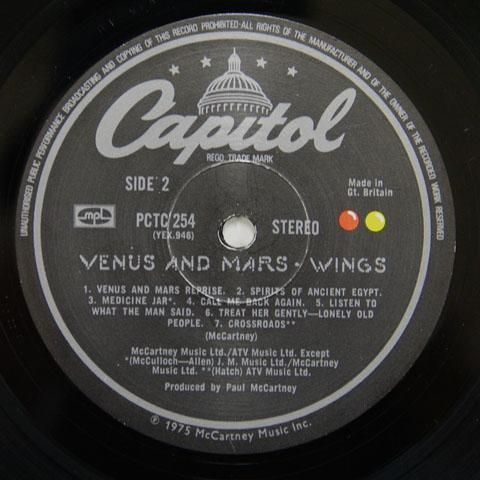 UNAUTHORISED PUBLIC PERFORMANCE BROADCASTING AND COPYING OF THIS RECORD PROHIBITED·ALL RIGHTS OF THE MANUFACTURER AND OF THE OWNER OF THE RECORDED WORK RESERVED
Capitol
REGD. TRADE MARK
SIDE 2
Made in
Gt. Britain
mpl
PCTC 254
(YEX.946)
STEREO
VENUS AND MARS · WINGS
1. VENUS AND MARS REPRISE. 2. SPIRITS OF ANCIENT EGYPT.
3. MEDICINE JAR*. 4. CALL ME BACK AGAIN. 5. LISTEN TO
WHAT THE MAN SAID. 6. TREAT HER GENTLY—LONELY OLD
PEOPLE. 7. CROSSROADS**
(McCartney)
McCartney Music Ltd./ATV Music Ltd. Except
*(McCulloch—Allen) J. M. Music Ltd./McCartney
Music Ltd. **(Hatch) ATV Music Ltd.
Produced by Paul McCartney
℗ 1975 McCartney Music Inc.